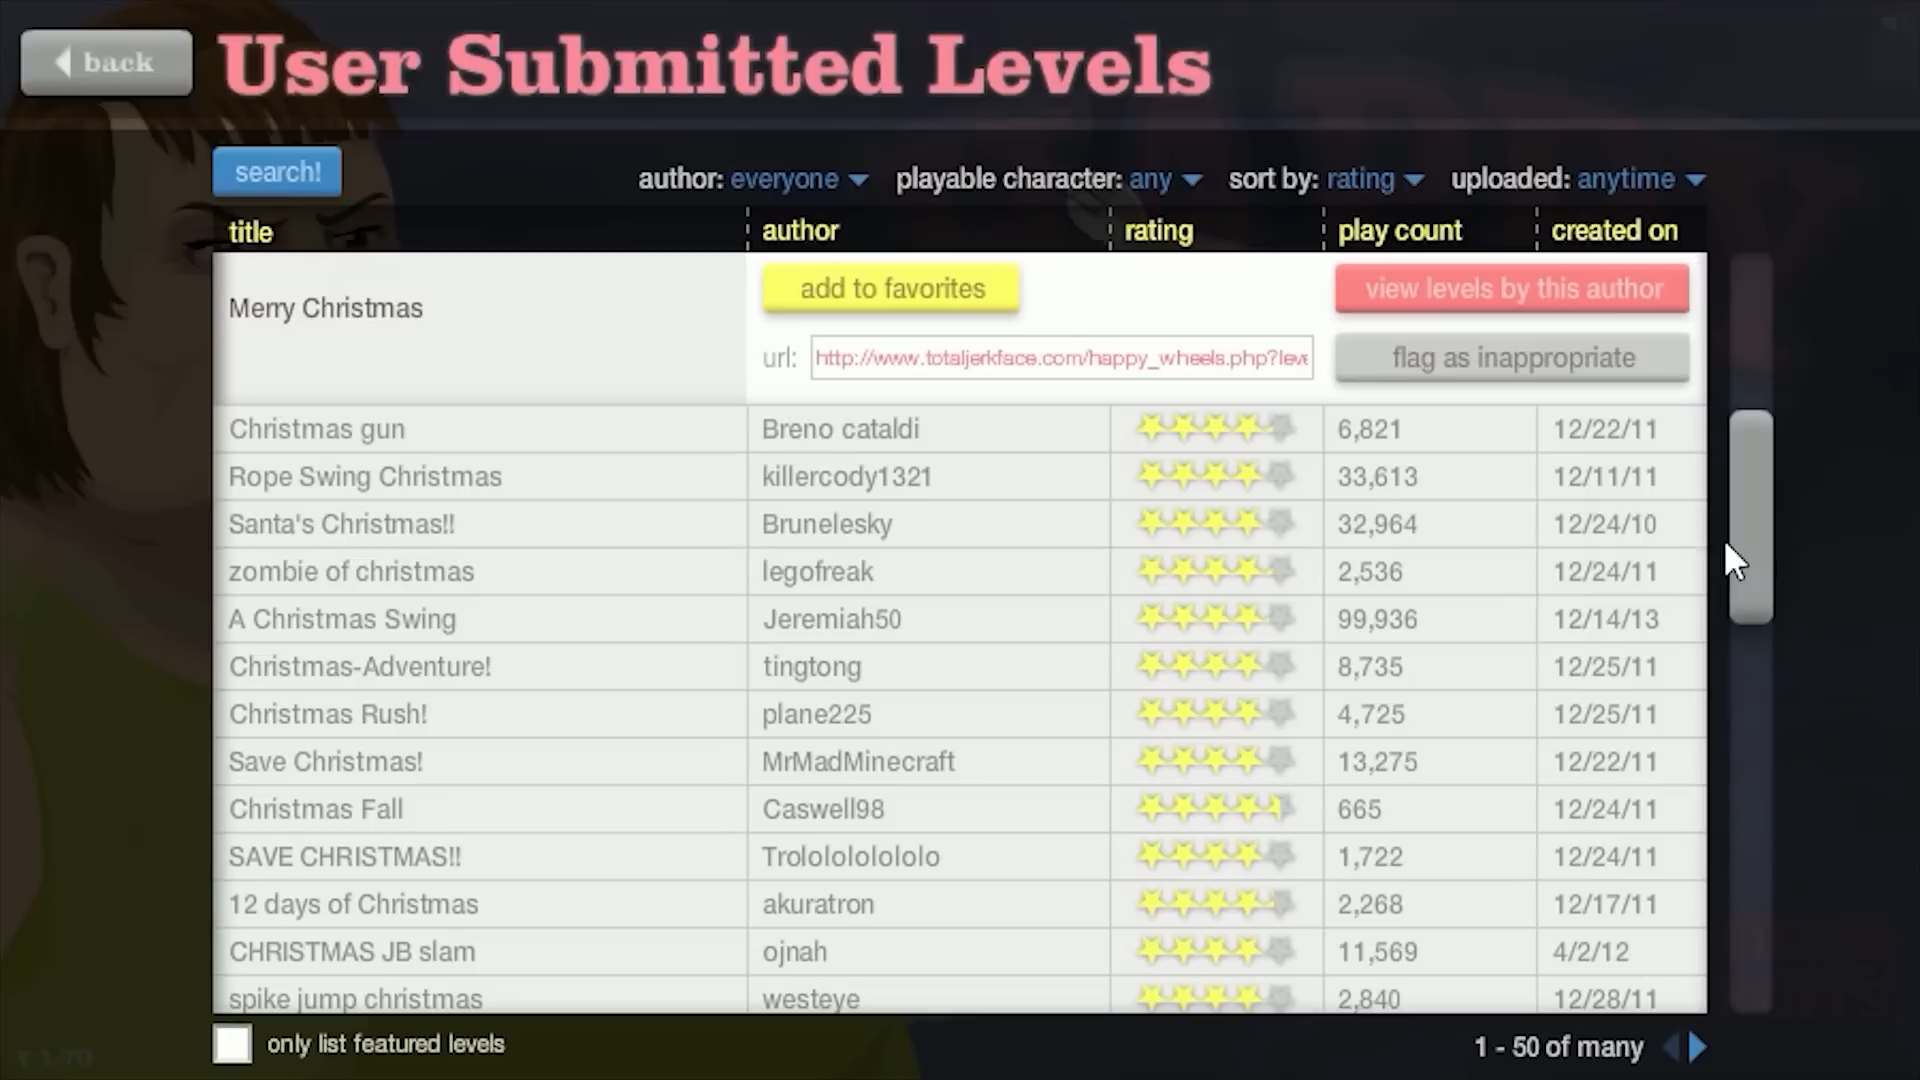 back
User Submitted Levels
search!
author: everyone playable character: any sort by: rating uploaded: anytime
title author rating play count created on
Merry Christmas
add to favorites
view levels by this author
url: http://www.totaljerkface.com/happy_wheels.php?leve
flag as inappropriate
Christmas gun Breno cataldi 6,821 12/22/11
Rope Swing Christmas killercody1321 33,613 12/11/11
Santa's Christmas!! Brunelesky 32,964 12/24/10
zombie of christmas legofreak 2,536 12/24/11
A Christmas Swing Jeremiah50 99,936 12/14/13
Christmas-Adventure! tingtong 8,735 12/25/11
Christmas Rush! plane225 4,725 12/25/11
Save Christmas! MrMadMinecraft 13,275 12/22/11
Christmas Fall Caswell98 665 12/24/11
SAVE CHRISTMAS!! Trololololololo 1,722 12/24/11
12 days of Christmas akuratron 2,268 12/17/11
CHRISTMAS JB slam ojnah 11,569 4/2/12
spike jump christmas westeye 2,840 12/28/11
only list featured levels
1 - 50 of many
v 1.70